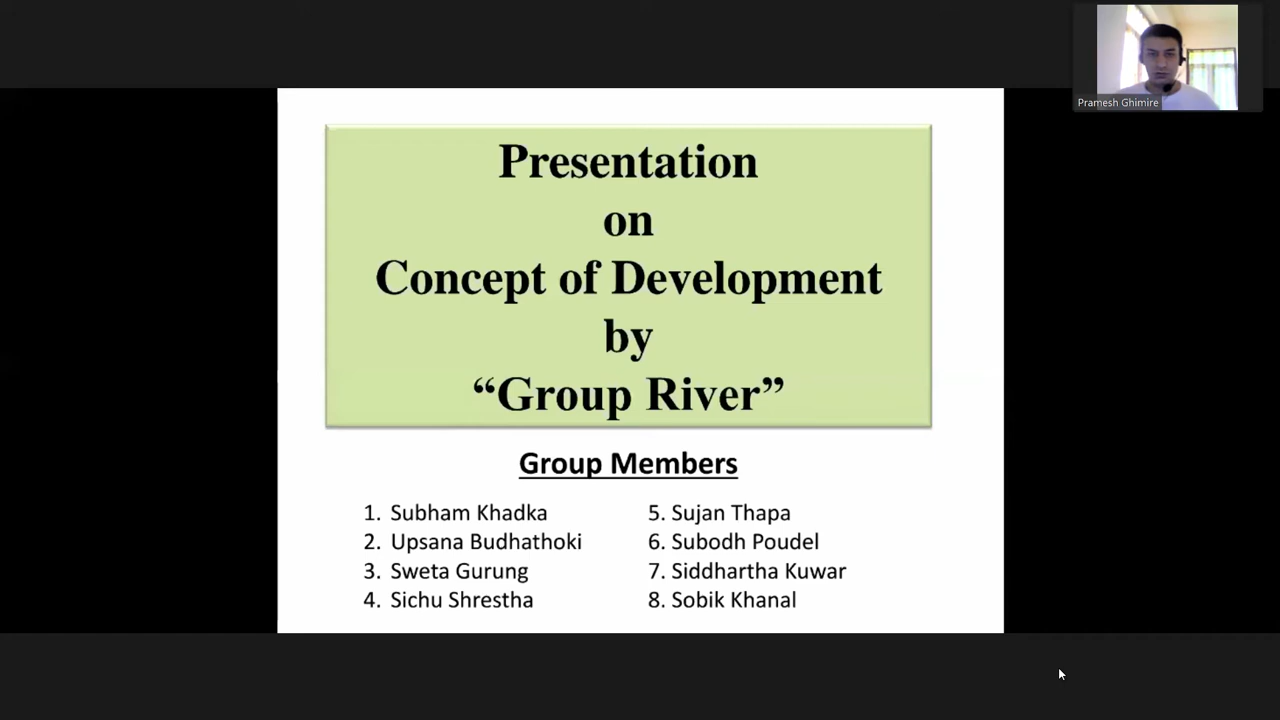 Pramesh Ghimire
Presentation
on
Concept of Development
by
“Group River”
Group Members
1. Subham Khadka
2. Upsana Budhathoki
3. Sweta Gurung
4. Sichu Shrestha
5. Sujan Thapa
6. Subodh Poudel
7. Siddhartha Kuwar
8. Sobik Khanal